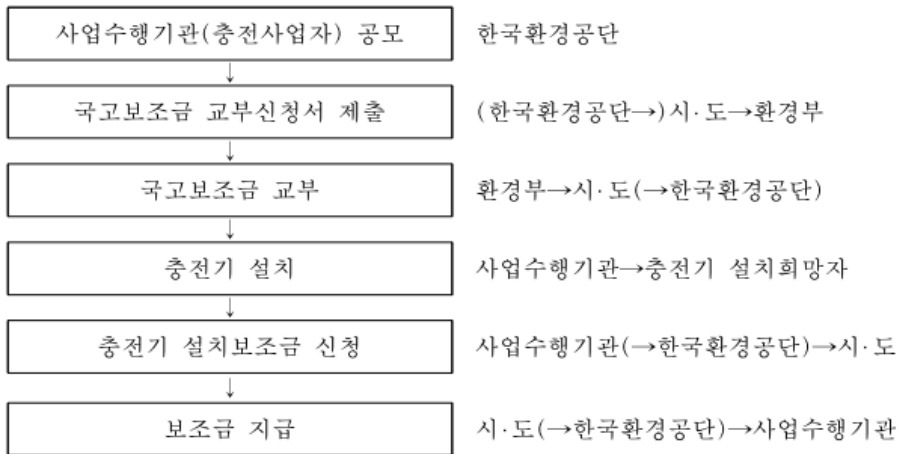 사업수행기관(충전사업자) 공모 한국환경공단
↓
국고보조금 교부신청서 제출 (한국환경공단→)시·도→환경부
↓
국고보조금 교부 환경부→시·도(→한국환경공단)
↓
충전기 설치 사업수행기관→충전기 설치희망자
↓
충전기 설치보조금 신청 사업수행기관(→한국환경공단)→시·도
↓
보조금 지급 시·도(→한국환경공단)→사업수행기관